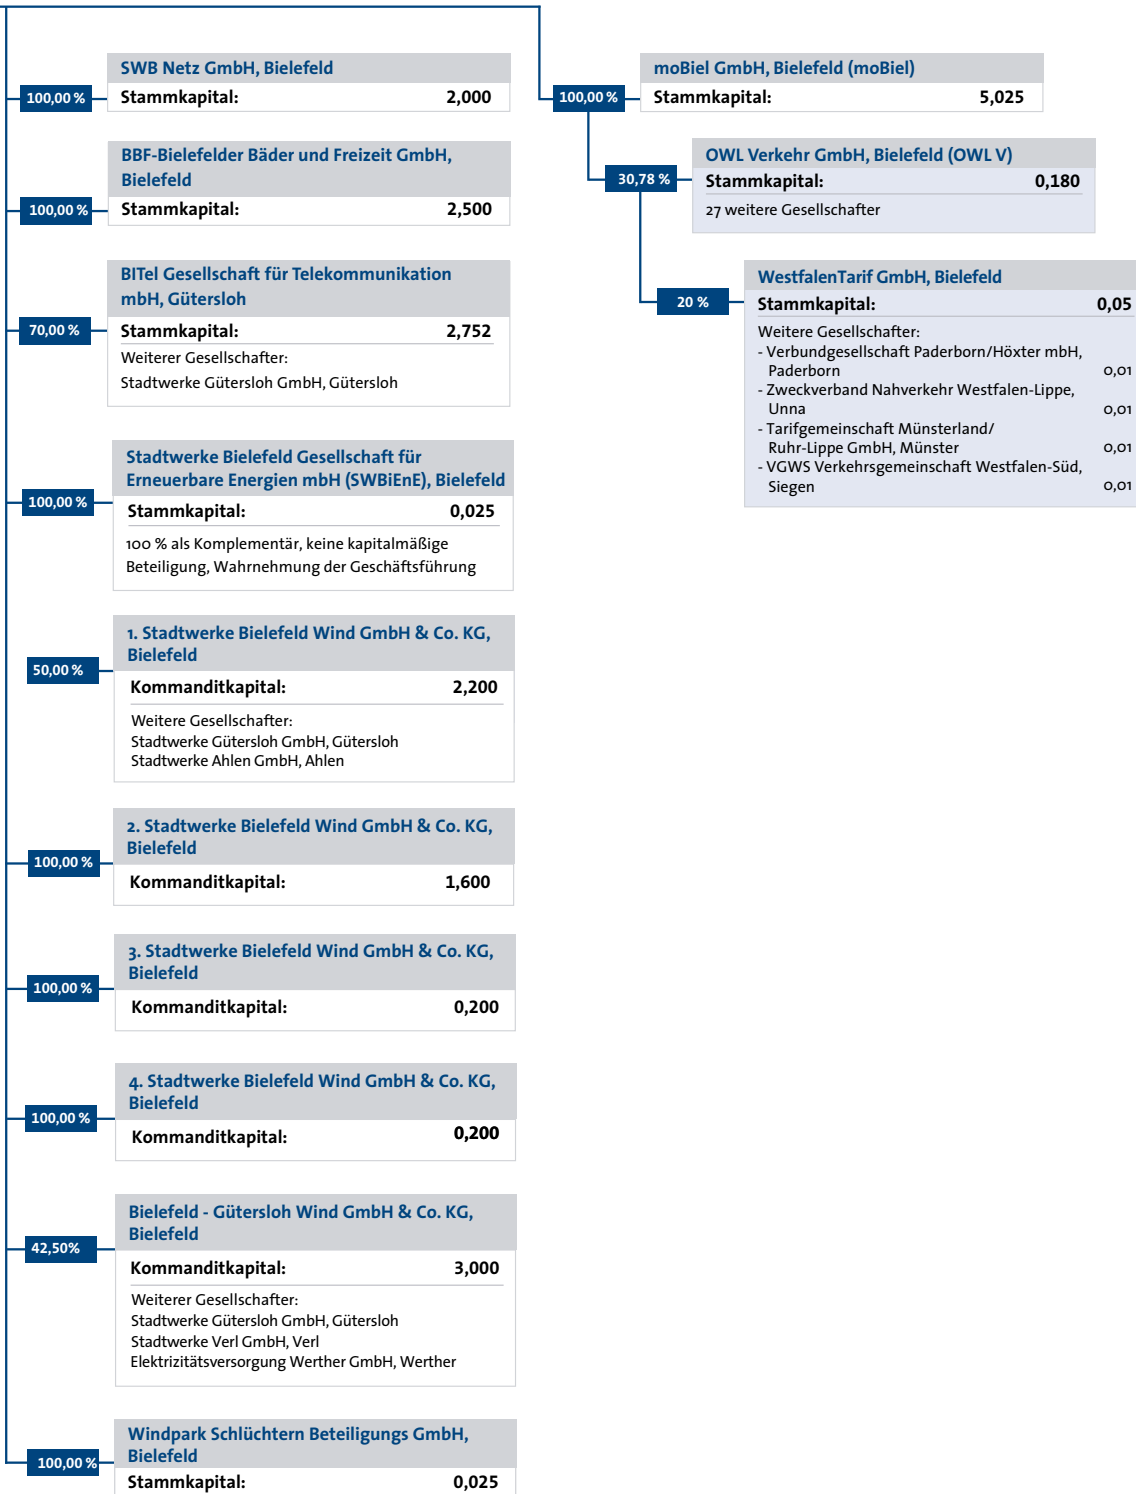 SWB Netz GmbH, Bielefeld
100,00 %
Stammkapital: 2,000
BBF-Bielefelder Bäder und Freizeit GmbH,
Bielefeld
100,00 %
Stammkapital: 2,500
BITel Gesellschaft für Telekommunikation
mbH, Gütersloh
70,00 %
Stammkapital: 2,752
Weiterer Gesellschafter:
Stadtwerke Gütersloh GmbH, Gütersloh
Stadtwerke Bielefeld Gesellschaft für
Erneuerbare Energien mbH (SWBiEnE), Bielefeld
100,00 %
Stammkapital: 0,025
100 % als Komplementär, keine kapitalmäßige
Beteiligung, Wahrnehmung der Geschäftsführung
1. Stadtwerke Bielefeld Wind GmbH & Co. KG,
Bielefeld
50,00 %
Kommanditkapital: 2,200
Weitere Gesellschafter:
Stadtwerke Gütersloh GmbH, Gütersloh
Stadtwerke Ahlen GmbH, Ahlen
2. Stadtwerke Bielefeld Wind GmbH & Co. KG,
Bielefeld
100,00 %
Kommanditkapital: 1,600
3. Stadtwerke Bielefeld Wind GmbH & Co. KG,
Bielefeld
100,00 %
Kommanditkapital: 0,200
4. Stadtwerke Bielefeld Wind GmbH & Co. KG,
Bielefeld
100,00 %
Kommanditkapital: 0,200
Bielefeld - Gütersloh Wind GmbH & Co. KG,
Bielefeld
42,50%
Kommanditkapital: 3,000
Weiterer Gesellschafter:
Stadtwerke Gütersloh GmbH, Gütersloh
Stadtwerke Verl GmbH, Verl
Elektrizitätsversorgung Werther GmbH, Werther
Windpark Schlüchtern Beteiligungs GmbH,
Bielefeld
100,00 %
Stammkapital: 0,025
moBiel GmbH, Bielefeld (moBiel)
100,00 %
Stammkapital: 5,025
OWL Verkehr GmbH, Bielefeld (OWL V)
30,78 %
Stammkapital: 0,180
27 weitere Gesellschafter
WestfalenTarif GmbH, Bielefeld
20 %
Stammkapital: 0,05
Weitere Gesellschafter:
- Verbundgesellschaft Paderborn/Höxter mbH,
Paderborn 0,01
- Zweckverband Nahverkehr Westfalen-Lippe,
Unna 0,01
- Tarifgemeinschaft Münsterland/
Ruhr-Lippe GmbH, Münster 0,01
- VGWS Verkehrsgemeinschaft Westfalen-Süd,
Siegen 0,01